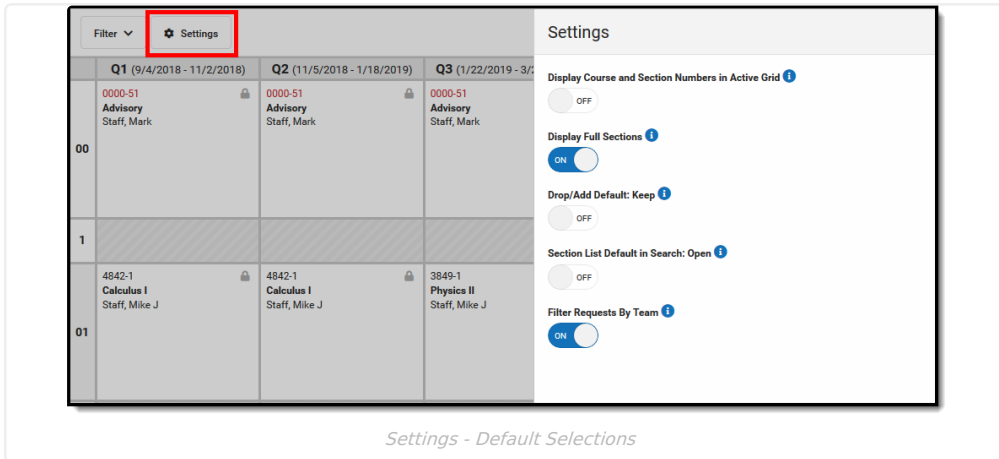 Filter Settings
Q1 (9/4/2018 - 11/2/2018) Q2 (11/5/2018 - 1/18/2019) Q3 (1/22/2019 - 3/
00
0000-51 0000-51 0000-51
Advisory Advisory Advisory
Staff, Mark Staff, Mark Staff, Mark
1
01
4842-1 4842-1 3849-1
Calculus I Calculus I Physics II
Staff, Mike J Staff, Mike J Staff, Mike J
Settings
Display Course and Section Numbers in Active Grid
OFF
Display Full Sections
ON
Drop/Add Default: Keep
OFF
Section List Default in Search: Open
OFF
Filter Requests By Team
ON
Settings - Default Selections